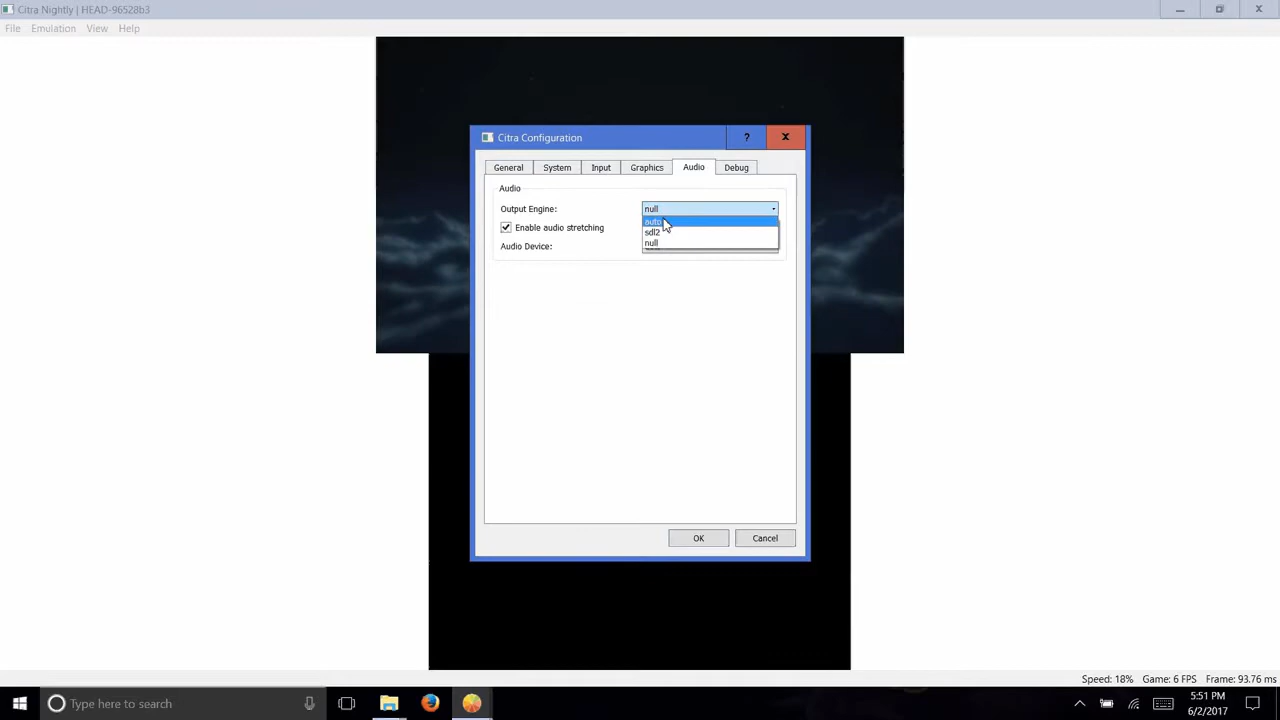 Citra Nightly | HEAD-96528b3
File Emulation View Help
Citra Configuration
?
General System Input Graphics Audio Debug
Audio
Output Engine: null
auto
Enable audio stretching
sdl2
null
Audio Device:
OK Cancel
Speed: 18% Game: 6 FPS Frame: 93.76 ms
Type here to search
5:51 PM
6/2/2017